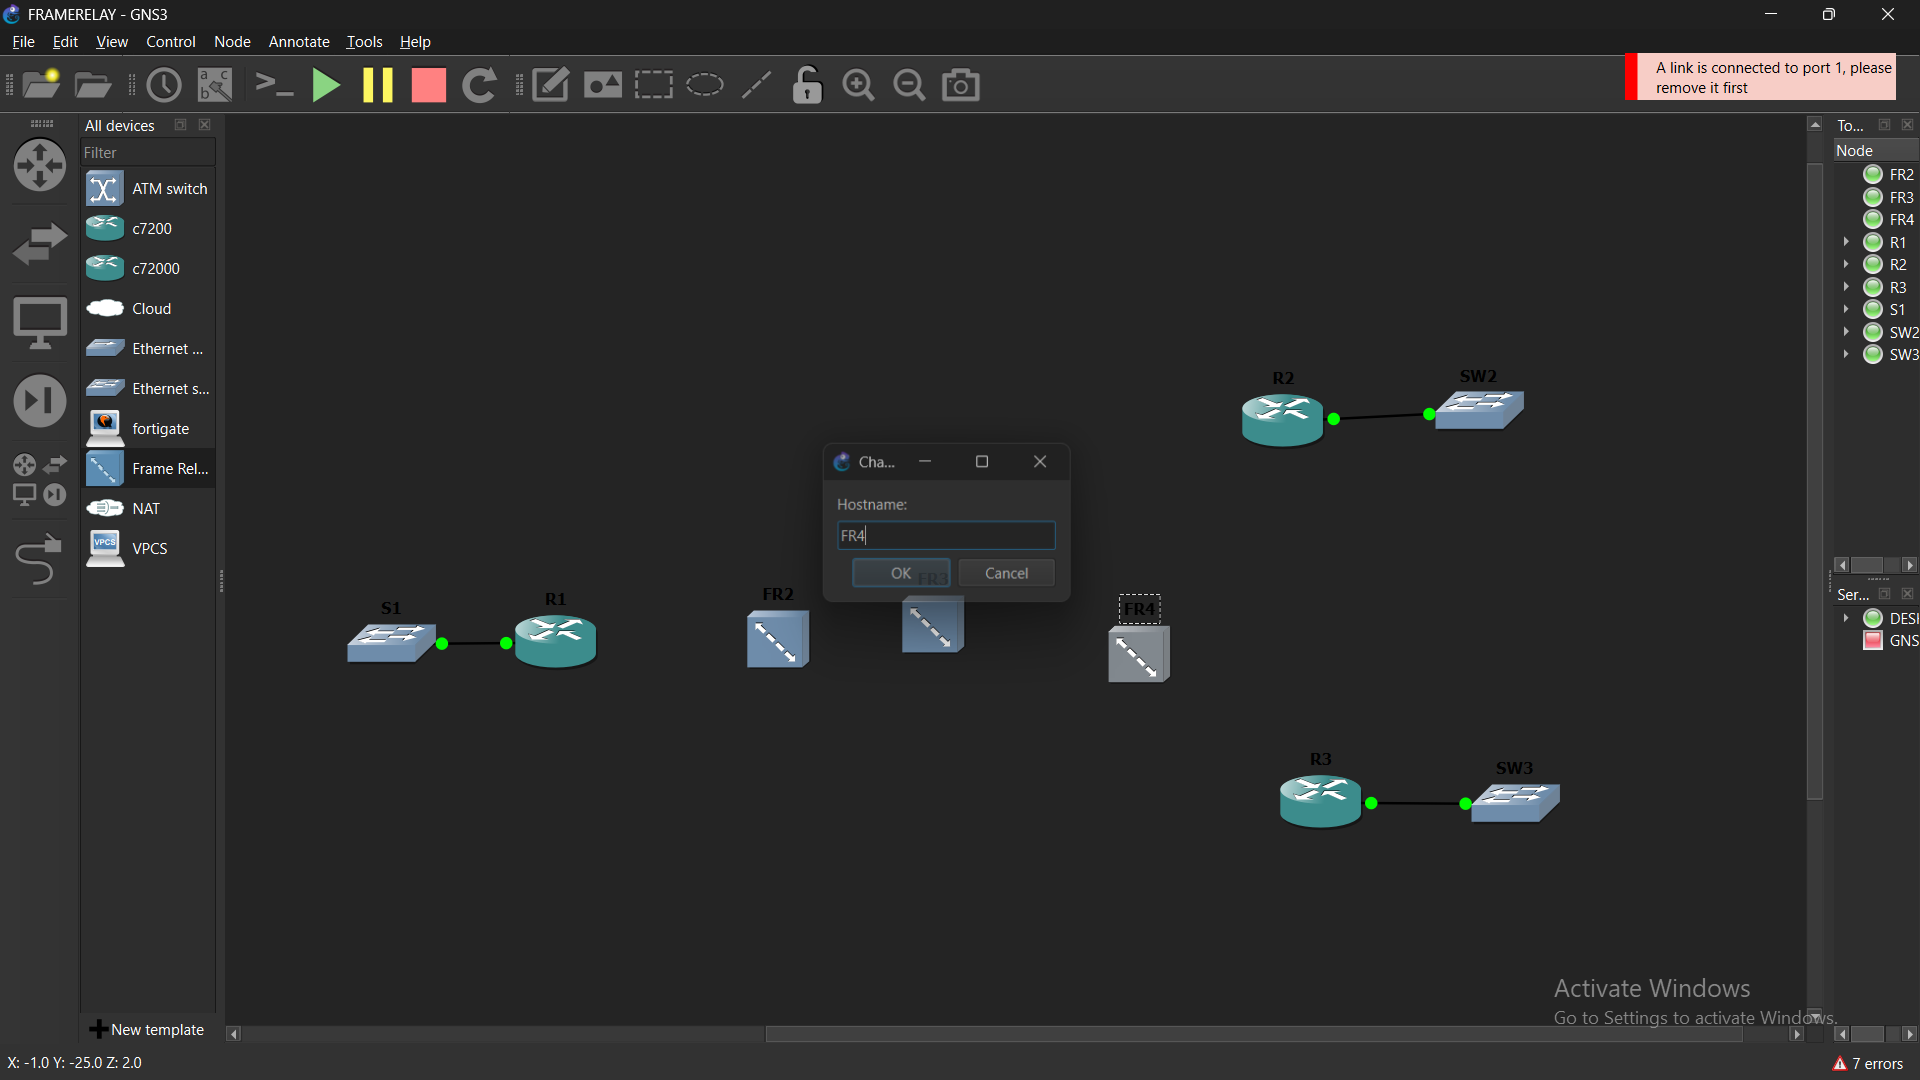 FRAMERELAY - GNS3
File Edit View Control Node Annotate Tools Help
a c
b
A link is connected to port 1, please
remove it first
All devices
Filter
ATM switch
c7200
c72000
Cloud
Ethernet ...
Ethernet s...
fortigate
Frame Rel...
NAT
VPCS
VPCS
New template
R2
SW2
Cha...
Hostname:
FR4
OK
Cancel
FR3
S1
R1
FR2
FR4
R3
SW3
To...
Node
FR2
FR3
FR4
R1
R2
R3
S1
SW2
SW3
Ser...
DESI
GNS
Activate Windows
Go to Settings to activate Windows.
X: -1.0 Y: -25.0 Z: 2.0
7 errors